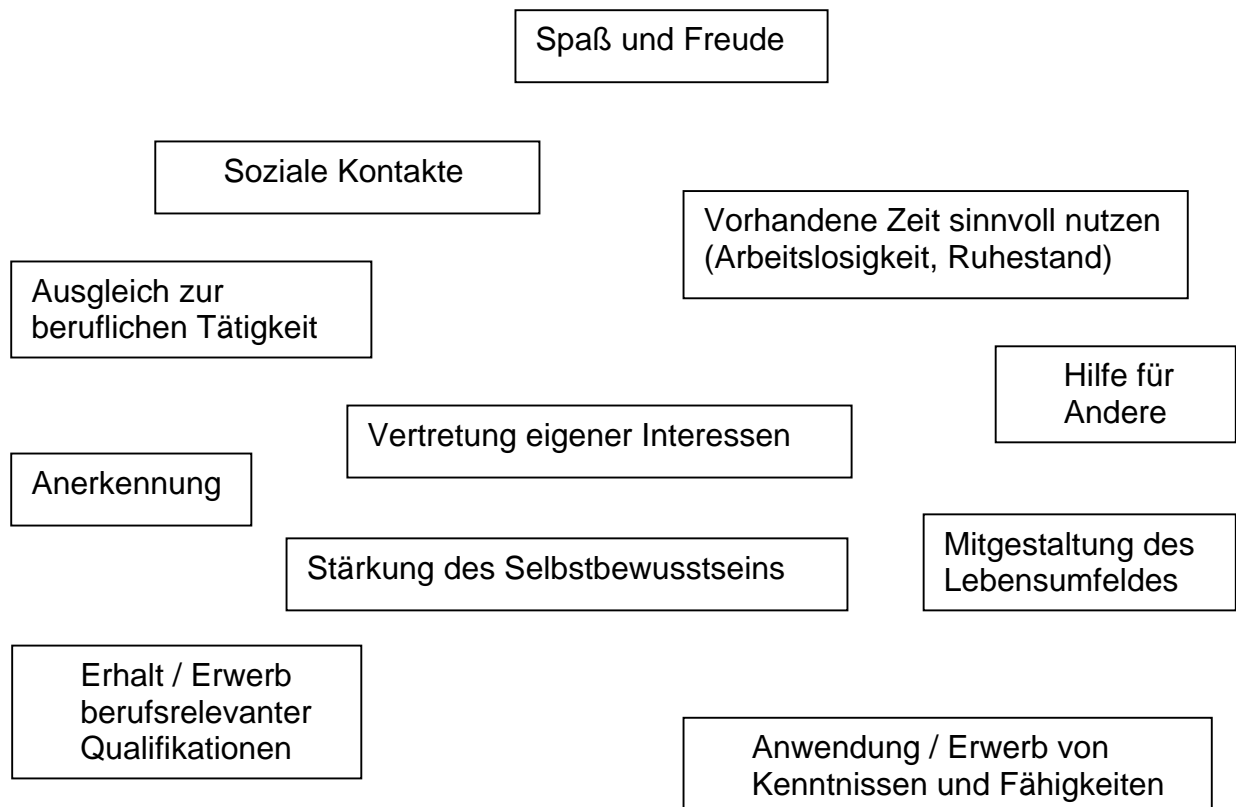 Spaß und Freude
Soziale Kontakte
Vorhandene Zeit sinnvoll nutzen
(Arbeitslosigkeit, Ruhestand)
Ausgleich zur
beruflichen Tätigkeit
Hilfe für
Andere
Vertretung eigener Interessen
Anerkennung
Mitgestaltung des
Lebensumfeldes
Stärkung des Selbstbewusstseins
Erhalt / Erwerb
berufsrelevanter
Qualifikationen
Anwendung / Erwerb von
Kenntnissen und Fähigkeiten